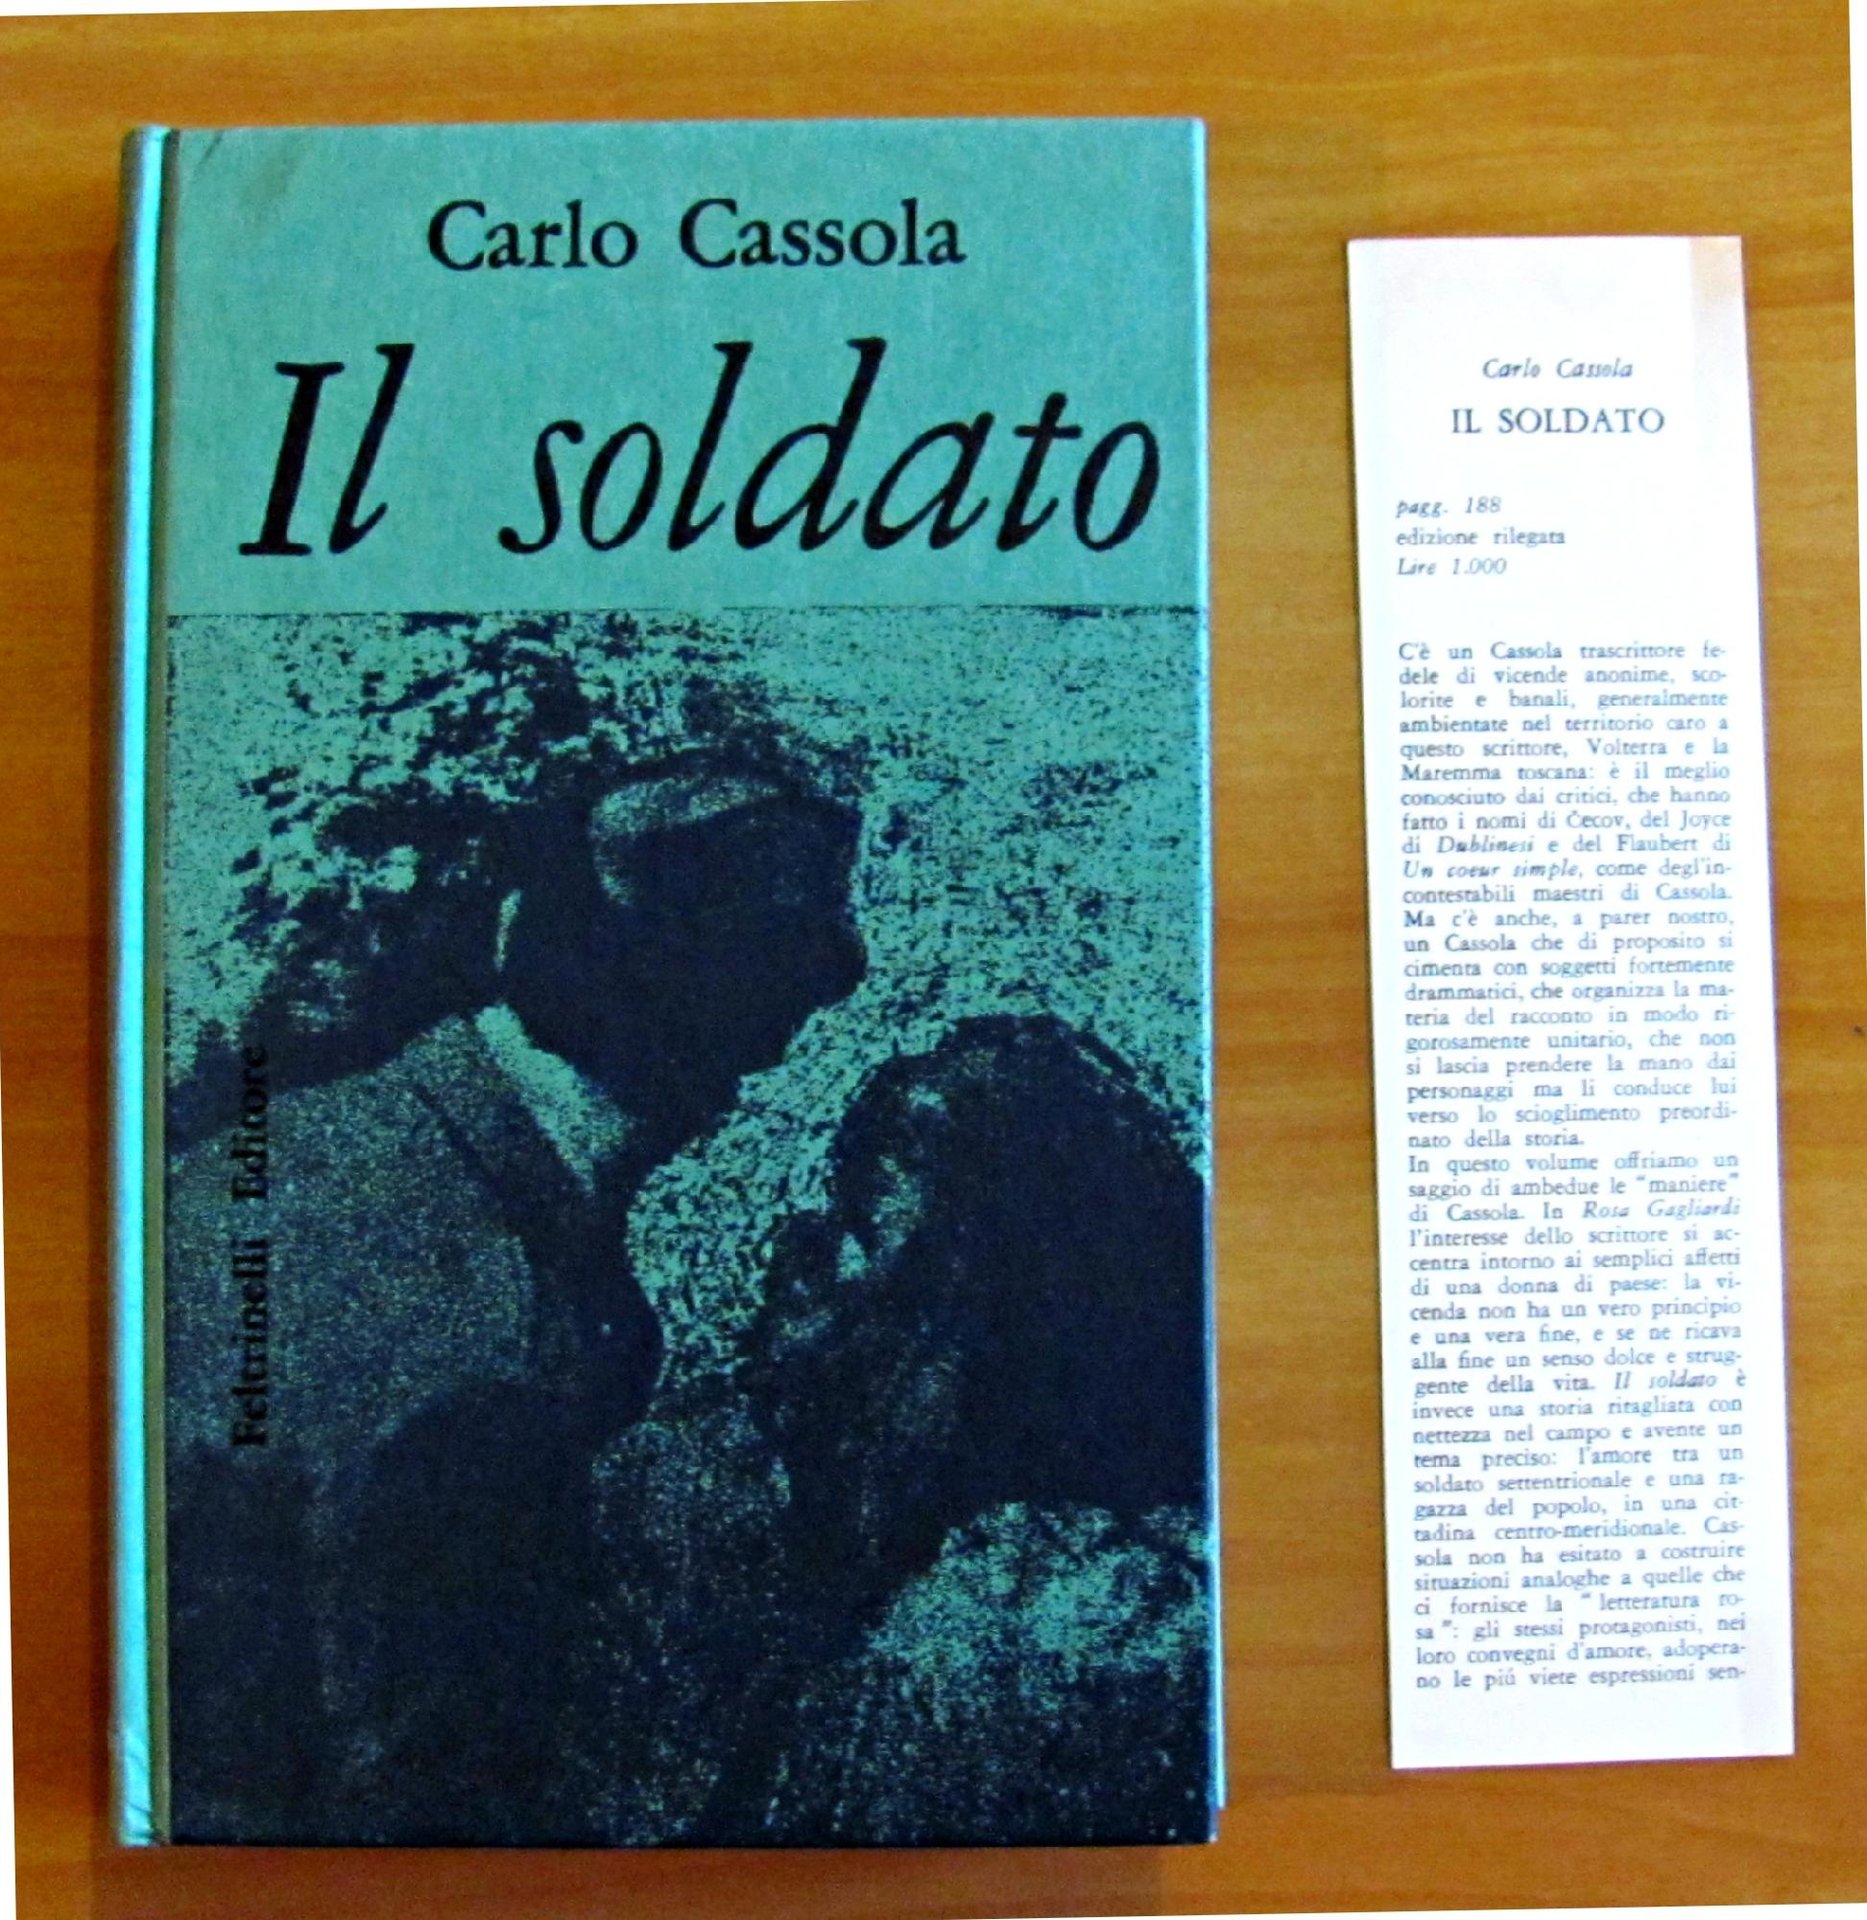 Carlo Cassola
Il soldato
Feltrinelli Editore
Carlo Cassola
IL SOLDATO
pagg. 188
edizione rilegata
Lire 1.000
C'è un Cassola trascrittore fe-
dele di vicende anonime, sco-
lorite e banali, generalmente
ambientate nel territorio caro a
questo scrittore, Volterra e la
Maremma toscana: è il meglio
conosciuto dai critici, che hanno
fatto i nomi di Čecov, del Joyce
di Dublinesi e del Flaubert di
Un coeur simple, come degl'in-
contestabili maestri di Cassola.
Ma c'è anche, a parer nostro,
un Cassola che di proposito si
cimenta con soggetti fortemente
drammatici, che organizza la ma-
teria del racconto in modo ri-
gorosamente unitario, che non
si lascia prendere la mano dai
personaggi ma li conduce lui
verso lo scioglimento preordi-
nato della storia.
In questo volume offriamo un
saggio di ambedue le "maniere"
di Cassola. In Rosa Gagliardi
l'interesse dello scrittore si ac-
centra intorno ai semplici affetti
di una donna di paese: la vi-
cenda non ha un vero principio
e una vera fine, e se ne ricava
alla fine un senso dolce e strug-
gente della vita. Il soldato è
invece una storia ritagliata con
nettezza nel campo e avente un
tema preciso: l'amore tra un
soldato settentrionale e una ra-
gazza del popolo, in una cit-
tadina centro-meridionale. Cas-
sola non ha esitato a costruire
situazioni analoghe a quelle che
ci fornisce la "letteratura ro-
sa": gli stessi protagonisti, nei
loro convegni d'amore, adopera-
no le piú viete espressioni sen-